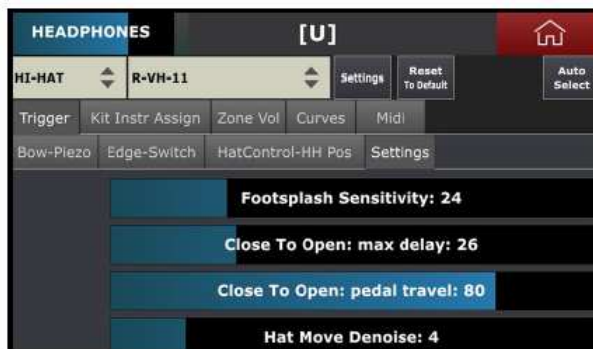 HEADPHONES [U]
HI-HAT R-VH-11 Settings Reset To Default Auto Select
Trigger Kit Instr Assign Zone Vol Curves Midi
Bow-Piezo Edge-Switch HatControl-HH Pos Settings
Footsplash Sensitivity: 24
Close To Open: max delay: 26
Close To Open: pedal travel: 80
Hat Move Denoise: 4